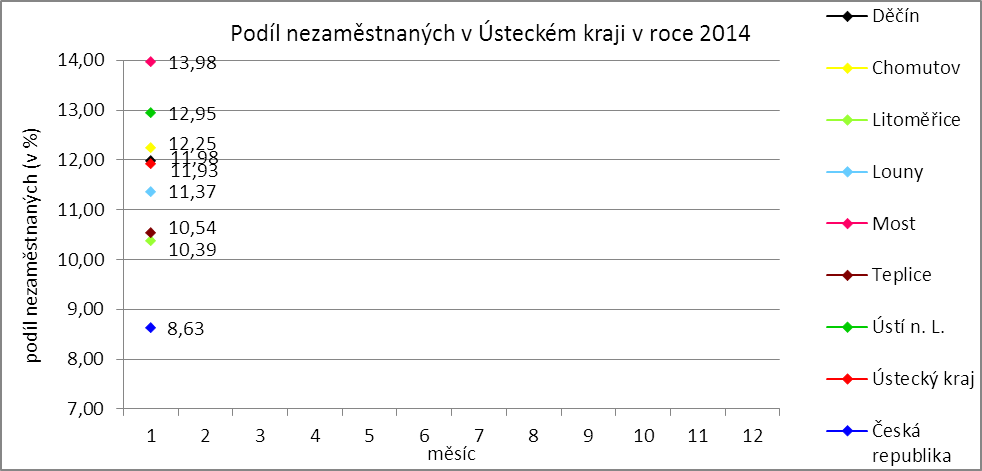 Podíl nezaměstnaných v Ústeckém kraji v roce 2014
podíl nezaměstnaných (v %)
14,00
13,00
12,00
11,00
10,00
9,00
8,00
7,00
13,98
12,95
12,25
11,98
11,93
11,37
10,54
10,39
8,63
1 2 3 4 5 6 7 8 9 10 11 12
měsíc
Děčín
Chomutov
Litoměřice
Louny
Most
Teplice
Ústí n. L.
Ústecký kraj
Česká
republika